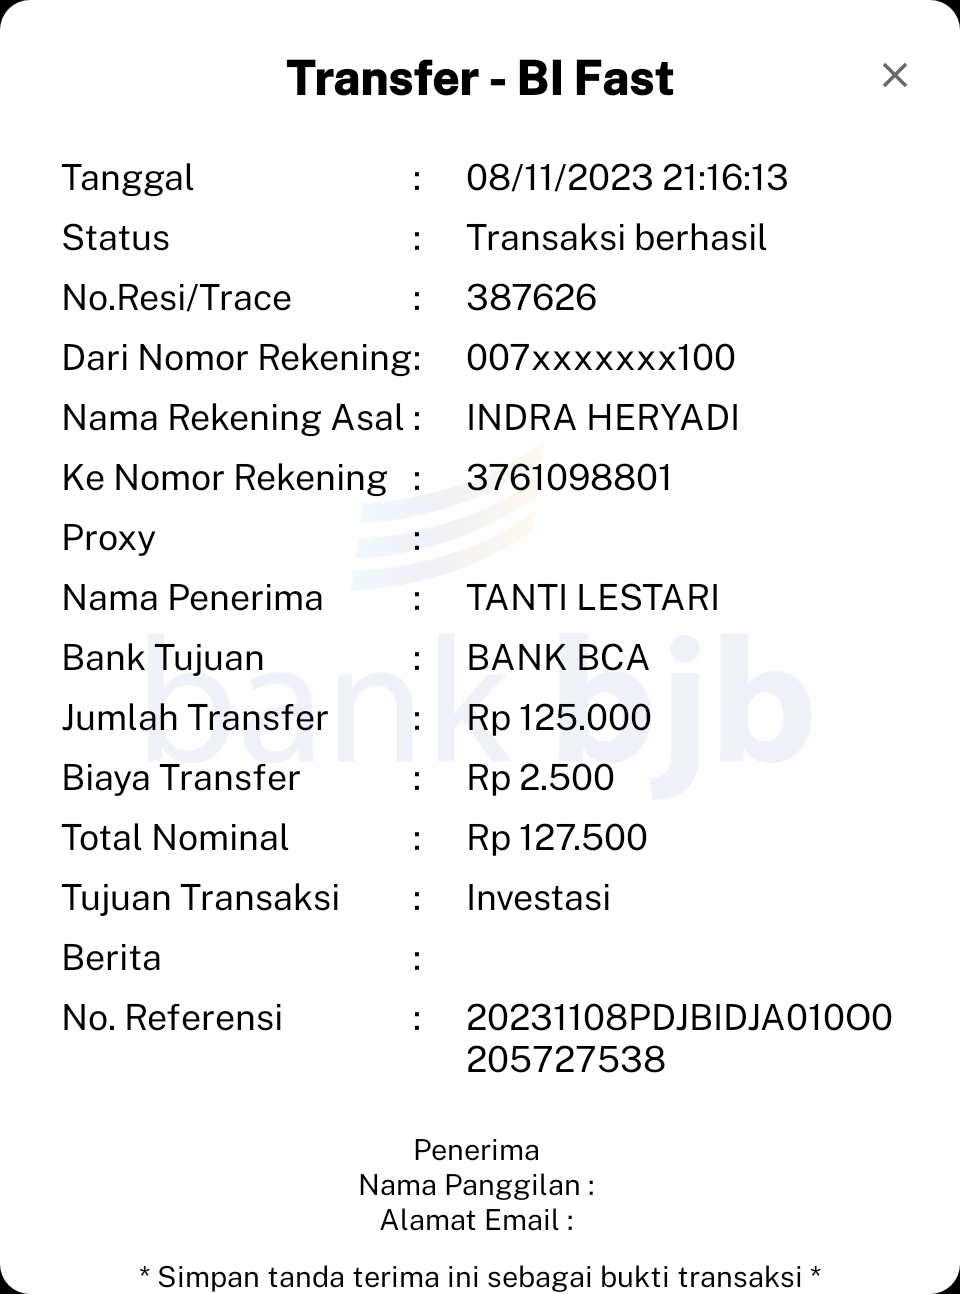 Transfer - BI Fast
Tanggal : 08/11/2023 21:16:13
Status : Transaksi berhasil
No.Resi/Trace : 387626
Dari Nomor Rekening: 007xxxxxxx100
Nama Rekening Asal : INDRA HERYADI
Ke Nomor Rekening : 3761098801
Proxy :
Nama Penerima : TANTI LESTARI
Bank Tujuan : BANK BCA
bank bjb
Jumlah Transfer : Rp 125.000
Biaya Transfer : Rp 2.500
Total Nominal : Rp 127.500
Tujuan Transaksi : Investasi
Berita :
No. Referensi : 20231108PDJBIDJA010O0
205727538
Penerima
Nama Panggilan :
Alamat Email :
* Simpan tanda terima ini sebagai bukti transaksi *